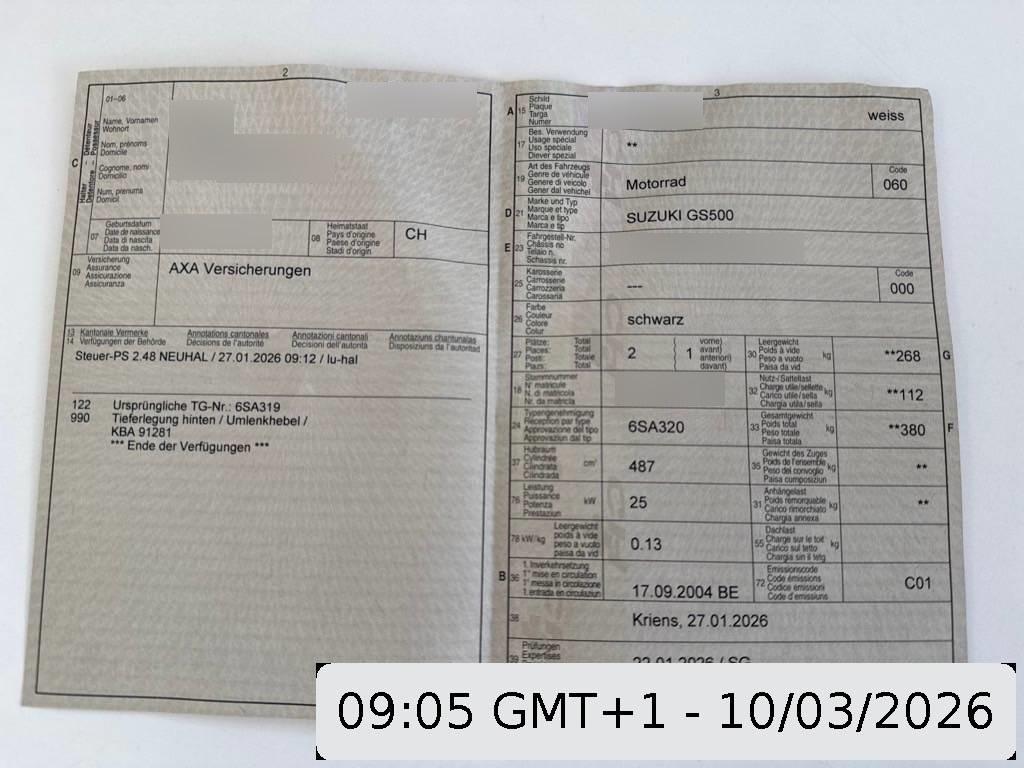 2
01–06
Name, Vornamen
Wohnort
Nom, prénoms
Domicile
Cognome, nomi
Domicilio
Num, prenums
Domicil
C
Halter
Détenteur
Detentore
Possessur
07
Geburtsdatum
Date de naissance
Data di nascita
Data da nasch.
08
Heimatstaat
Pays d'origine
Paese d'origine
Stadi d'origin
CH
09
Versicherung
Assurance
Assicurazione
Assicuranza
AXA Versicherungen
13 Kantonale Vermerke
14 Verfügungen der Behörde
Annotations cantonales
Décisions de l'autorité
Annotazioni cantonali
Decisioni dell'autorità
Annotaziuns chantunalas
Disposiziuns da l'autoritad
Steuer-PS 2.48 NEUHAL / 27.01.2026 09:12 / lu-hal
122 Ursprüngliche TG-Nr.: 6SA319
990 Tieferlegung hinten / Umlenkhebel /
KBA 91281
*** Ende der Verfügungen ***
3
A 15
Schild
Plaque
Targa
Numer
weiss
17
Bes. Verwendung
Usage spécial
Uso speciale
Diever spezial
**
19
Art des Fahrzeugs
Genre de véhicule
Genere di veicolo
Gener dal vehichel
Motorrad
Code
060
D 21
Marke und Typ
Marque et type
Marca e tipo
Marca e tip
SUZUKI GS500
E 23
Fahrgestell-Nr.
Châssis no
Telaio n.
Schassis nr.
25
Karosserie
Carrosserie
Carrozzeria
Carossaria
---
Code
000
26
Farbe
Couleur
Colore
Colur
schwarz
27
Plätze: Total
Places: Total
Posti: Totale
Plazs: Total
2
1
vorne)
avant)
anteriori)
davant)
30
Leergewicht
Poids à vide
Peso a vuoto
Paisa da vid
kg
**268
G
18
Stammnummer
N° matricule
N. di matricola
Nr. da matricla
32
Nutz-/Sattellast
Charge utile/sellette
Carico utile/sella
Chargia utila/sella
kg
**112
24
Typengenehmigung
Réception par type
Approvazione del tipo
Approvaziun dal tip
6SA320
33
Gesamtgewicht
Poids total
Peso totale
Paisa totala
kg
**380
F
37
Hubraum
Cylindrée
Cilindrata
Cilindrada
cm³
487
35
Gewicht des Zuges
Poids de l'ensemble
Peso del convoglio
Paisa cumposiziun
kg
**
76
Leistung
Puissance
Potenza
Prestaziun
kW
25
31
Anhängelast
Poids remorquable
Carico rimorchiato
Chargia annexa
kg
**
78 kW/kg
Leergewicht
poids à vide
peso a vuoto
paisa da vid
0.13
55
Dachlast
Charge sur le toit
Carico sul tetto
Chargia sin il tetg
kg
B 36
1. Inverkehrsetzung
1re mise en circulation
1a messa in circolazione
1. entrada en circulaziun
17.09.2004 BE
72
Emissionscode
Code émissions
Codice emissioni
Code d'emissiuns
C01
38
Kriens, 27.01.2026
39
Prüfungen
Expertises
22.01.2026 / SG
09:05 GMT+1 - 10/03/2026